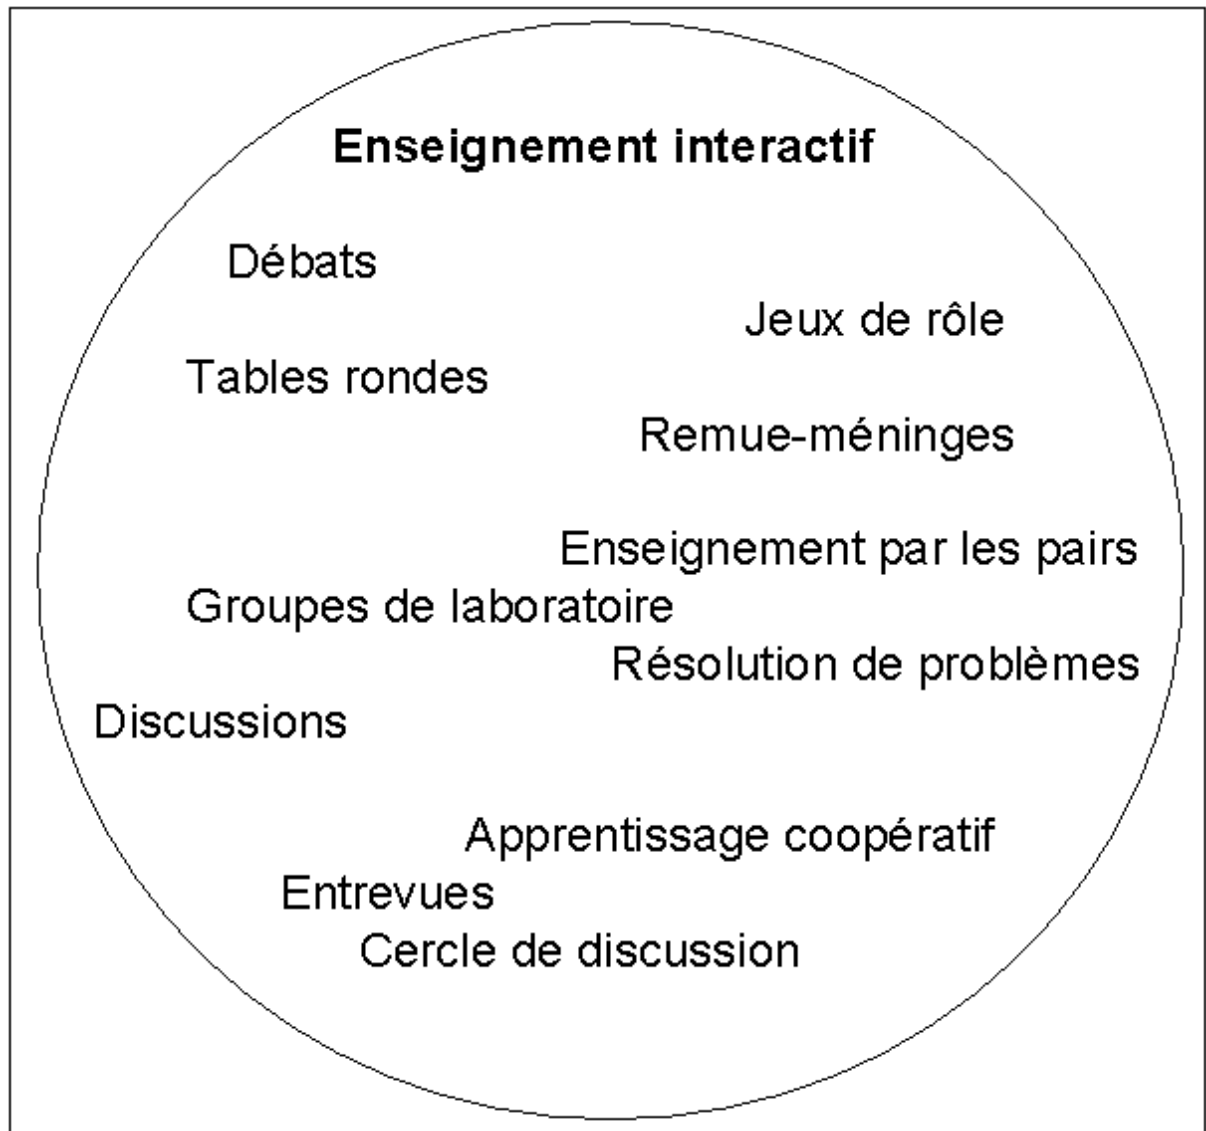 Enseignement interactif
Débats
Jeux de rôle
Tables rondes
Remue-méninges
Enseignement par les pairs
Groupes de laboratoire
Résolution de problèmes
Discussions
Apprentissage coopératif
Entrevues
Cercle de discussion